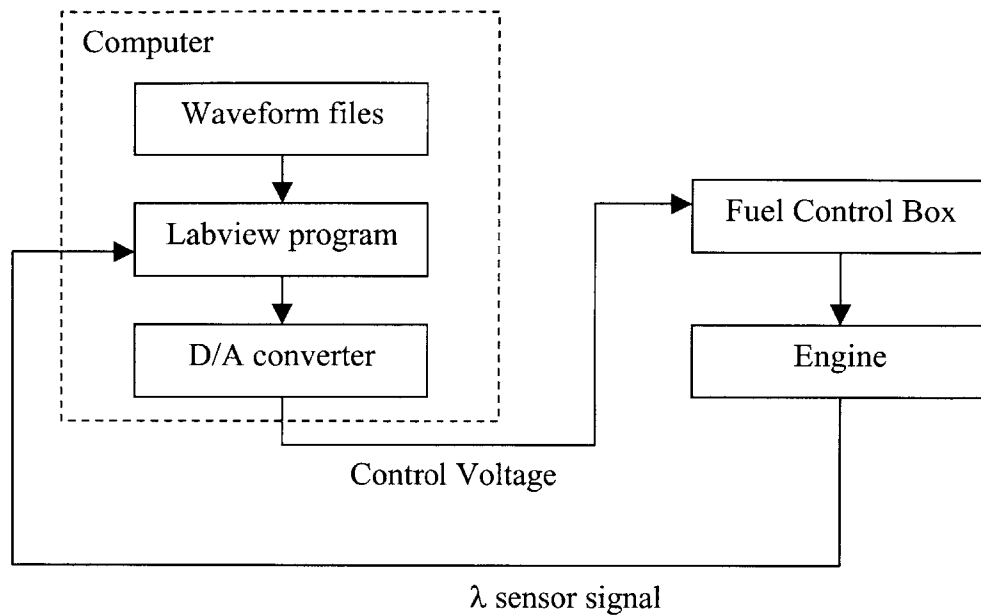 Computer
Waveform files
Labview program
D/A converter
Fuel Control Box
Engine
Control Voltage
λ sensor signal